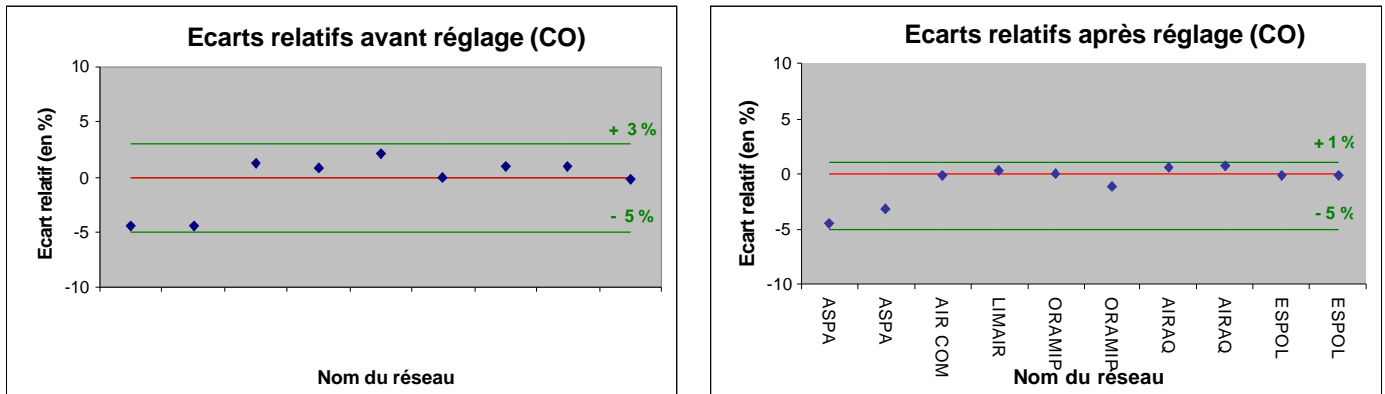 Ecarts relatifs avant réglage (CO)
10
5
0
-5
-10
Ecart relatif (en %)
+ 3 %
- 5 %
Nom du réseau
Ecarts relatifs après réglage (CO)
10
5
0
-5
-10
Ecart relatif (en %)
+ 1 %
- 5 %
ASPA
ASPA
AIR COM
LIMAIR
ORAMIP
ORAMIP
AIRAQ
AIRAQ
ESPOL
ESPOL
Nom du réseau